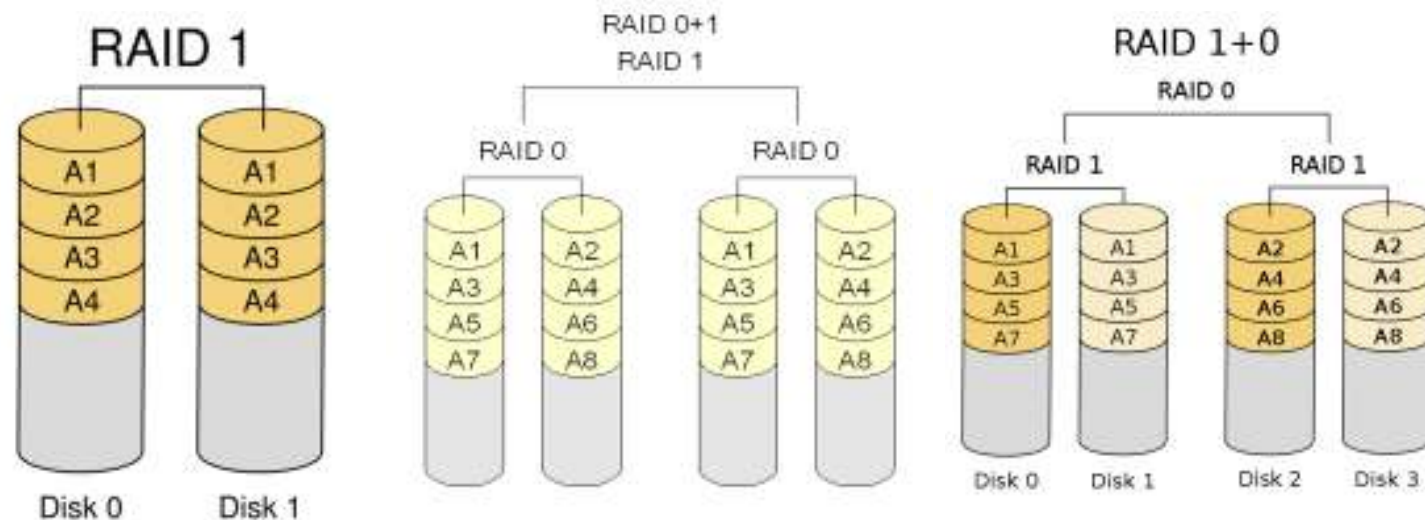 RAID 1
A1 A1
A2 A2
A3 A3
A4 A4
Disk 0 Disk 1
RAID 0+1
RAID 1
RAID 0 RAID 0
A1 A2 A1 A2
A3 A4 A3 A4
A5 A6 A5 A6
A7 A8 A7 A8
RAID 1+0
RAID 0
RAID 1 RAID 1
A1 A1 A2 A2
A3 A3 A4 A4
A5 A5 A6 A6
A7 A7 A8 A8
Disk 0 Disk 1 Disk 2 Disk 3